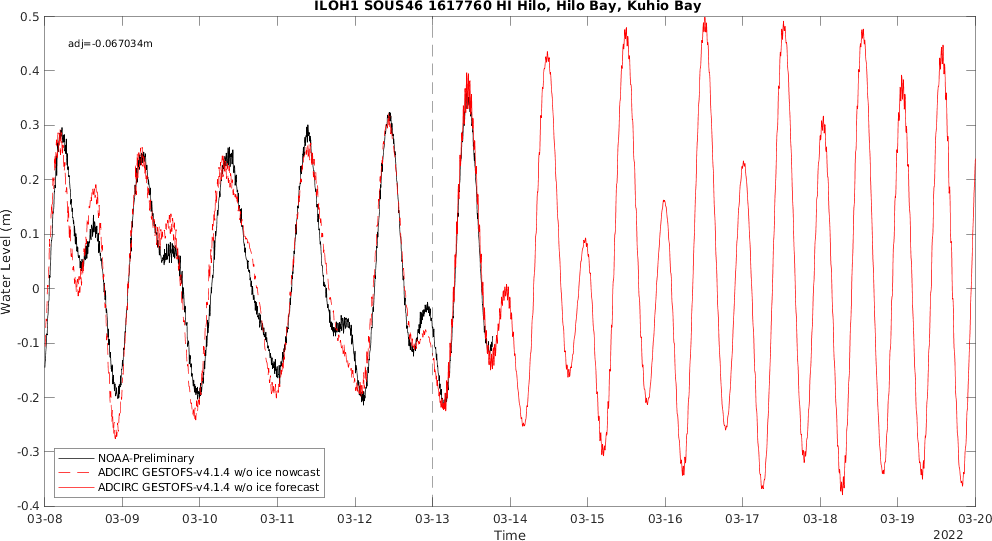 ILOH1 SOUS46 1617760 HI Hilo, Hilo Bay, Kuhio Bay
adj=-0.067034m
0.5
0.4
0.3
0.2
0.1
0
-0.1
-0.2
-0.3
-0.4
Water Level (m)
NOAA-Preliminary
ADCIRC GESTOFS-v4.1.4 w/o ice nowcast
ADCIRC GESTOFS-v4.1.4 w/o ice forecast
03-08 03-09 03-10 03-11 03-12 03-13 03-14 03-15 03-16 03-17 03-18 03-19 03-20
Time
2022